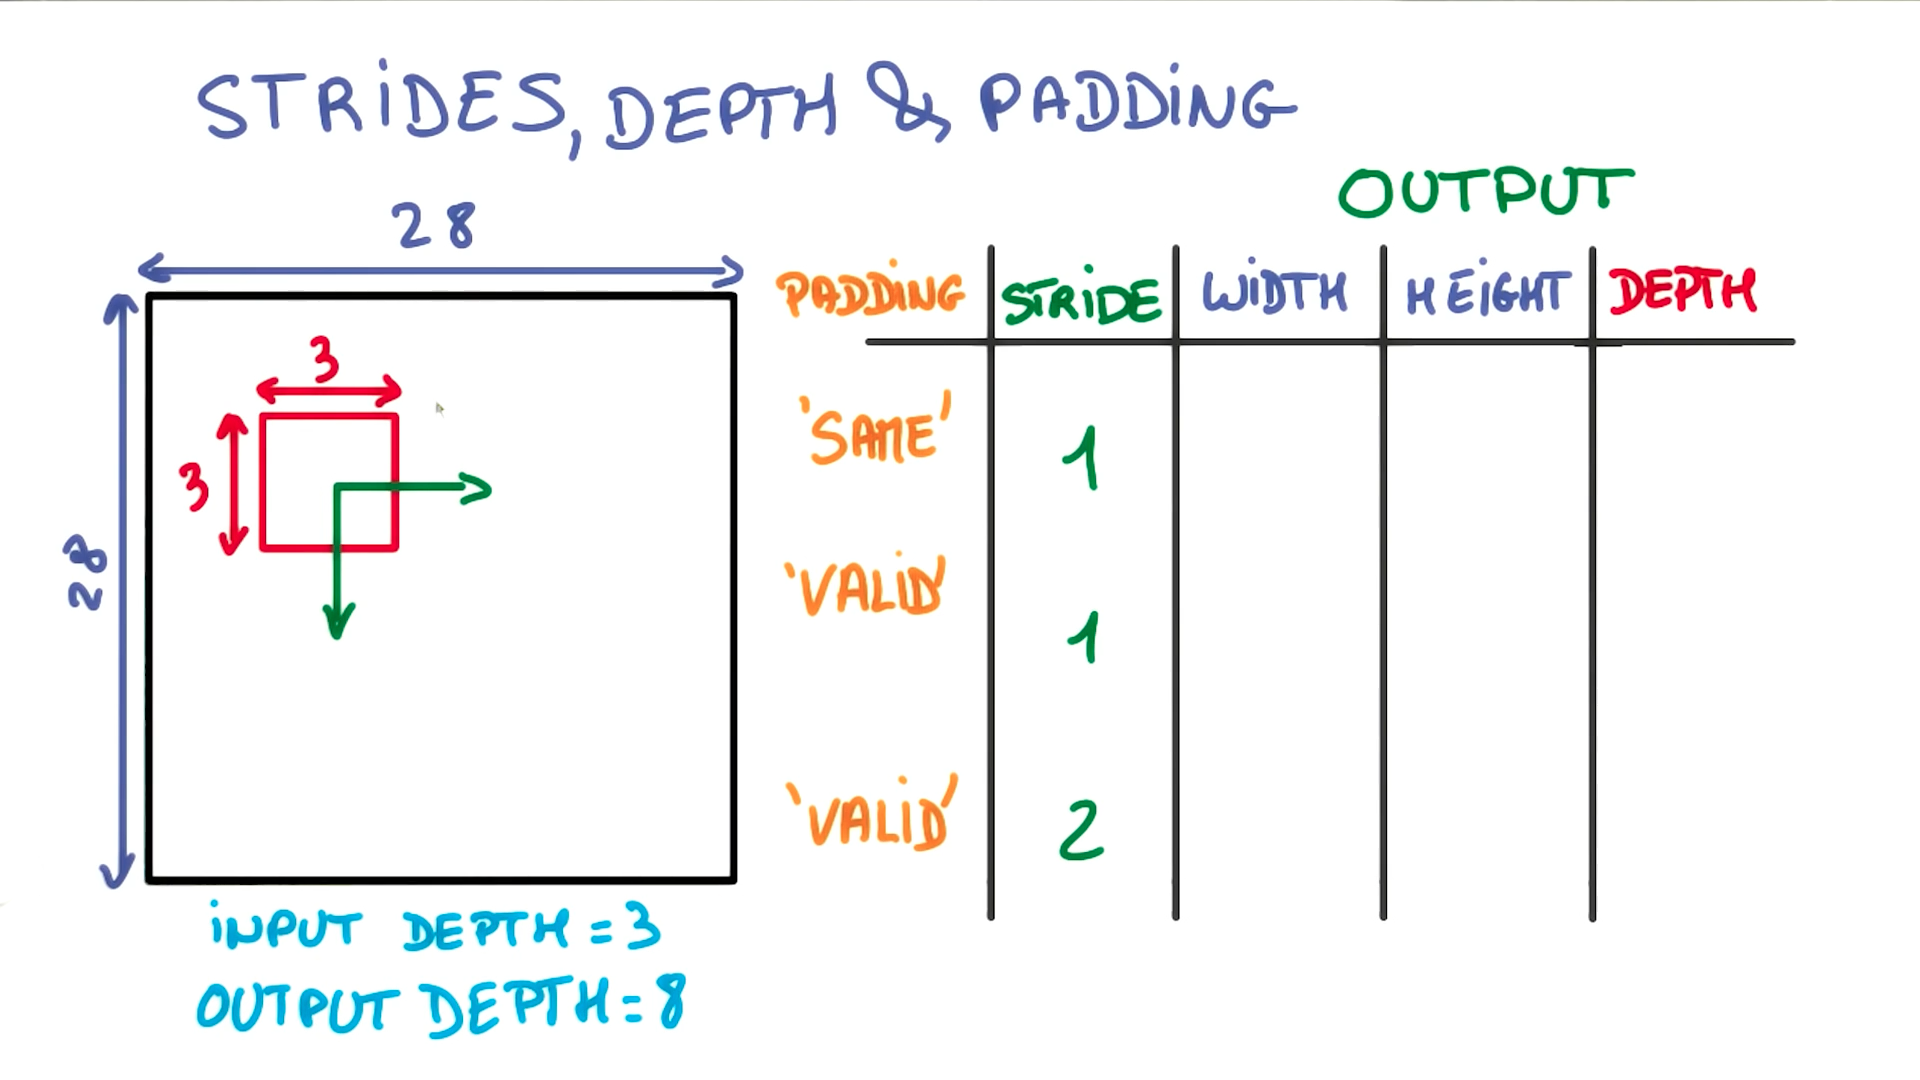 STRiDES, DEPTH & PADDiNG
28
28
3
3
iNPUT DEPTH = 3
OUTPUT DEPTH = 8
OUTPUT
PADDiNG STRiDE WiDTH HEiGHT DEPTH
'SAME' 1
'VALiD' 1
'VALiD' 2